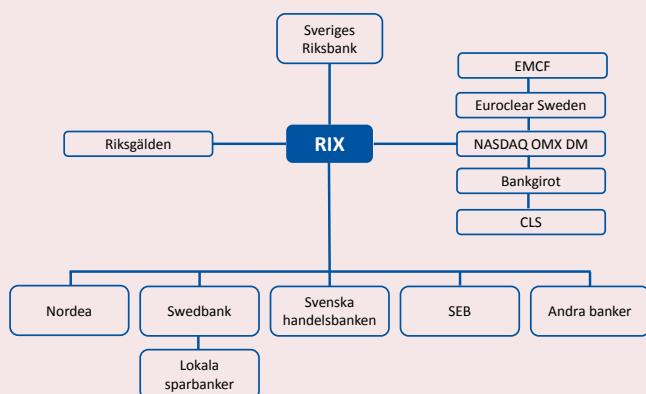 Sveriges
Riksbank
EMCF
Euroclear Sweden
Riksgälden
RIX
NASDAQ OMX DM
Bankgirot
CLS
Nordea
Swedbank
Svenska
handelsbanken
SEB
Andra banker
Lokala
sparbanker